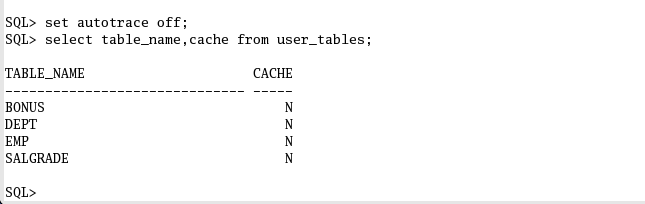 SQL> set autotrace off;
SQL> select table_name,cache from user_tables;
TABLE_NAME                     CACHE
------------------------------ -----
BONUS                              N
DEPT                               N
EMP                                N
SALGRADE                           N
SQL>